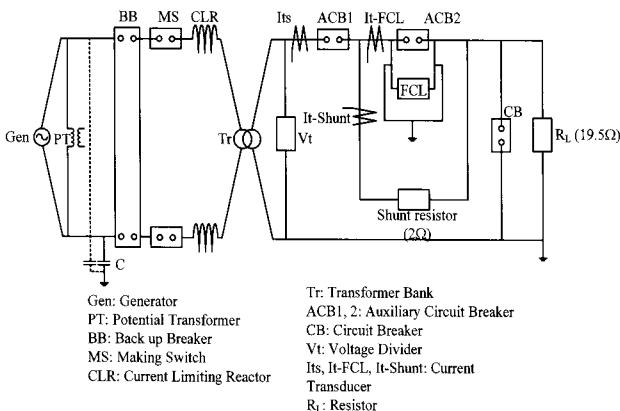 BB MS CLR
Its ACB1 It-FCL ACB2
Gen PT Tr Vt FCL CB
It-Shunt
R_L (19.5Ω)
Shunt resistor
(2Ω)
C
Gen: Generator
PT: Potential Transformer
BB: Back up Breaker
MS: Making Switch
CLR: Current Limiting Reactor
Tr: Transformer Bank
ACB1, 2: Auxiliary Circuit Breaker
CB: Circuit Breaker
Vt: Voltage Divider
Its, It-FCL, It-Shunt: Current
Transducer
R_L: Resistor